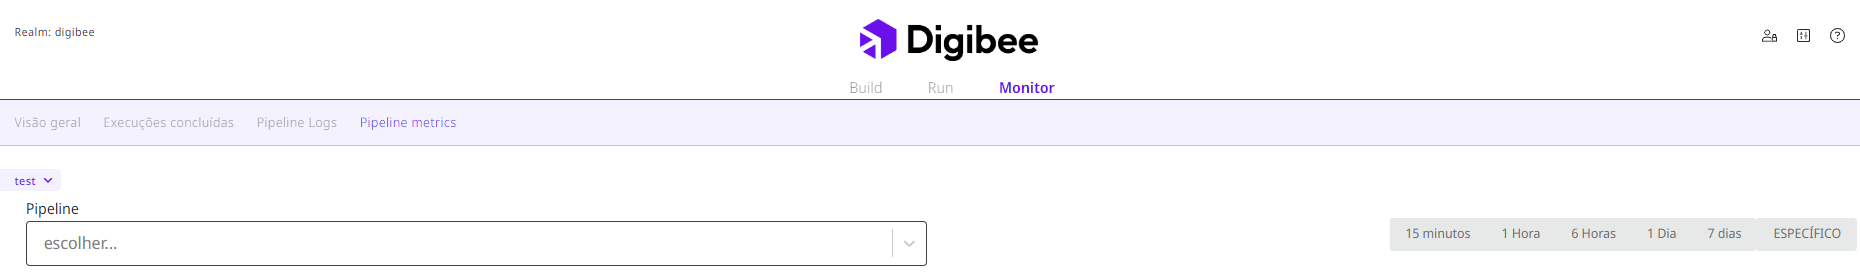 Realm: digibee
Digibee
Build Run Monitor
Visão geral Execuções concluídas Pipeline Logs Pipeline metrics
test
Pipeline
escolher...
15 minutos 1 Hora 6 Horas 1 Dia 7 dias ESPECÍFICO